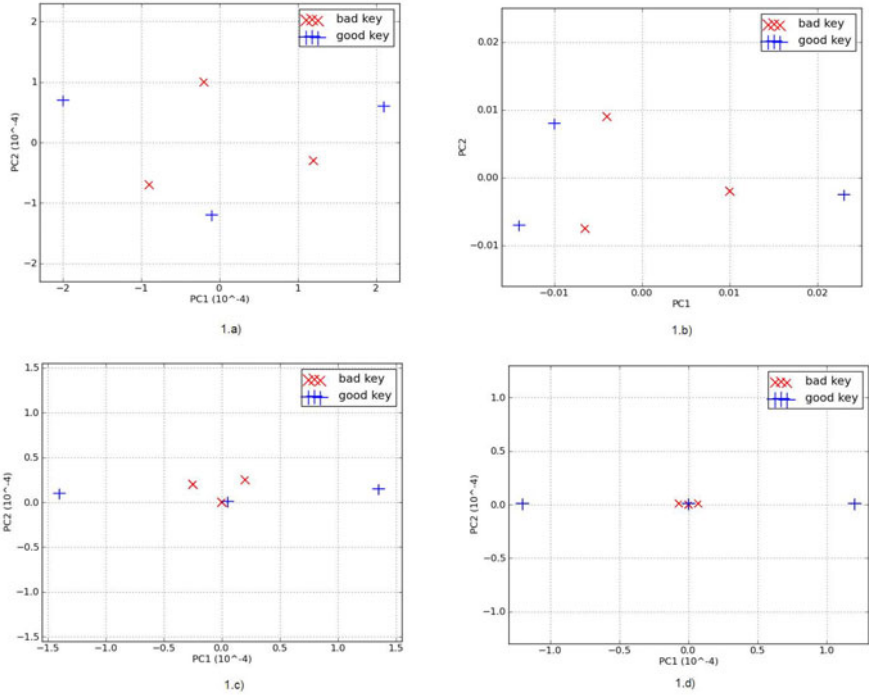 bad key
good key
2
1
0
−1
−2
PC2 (10^-4)
−2 −1 0 1 2
PC1 (10^-4)
1.a)
bad key
good key
0.02
0.01
0.00
−0.01
PC2
−0.01 0.00 0.01 0.02
PC1
1.b)
bad key
good key
1.5
1.0
0.5
0.0
−0.5
−1.0
−1.5
PC2 (10^-4)
−1.5 −1.0 −0.5 0.0 0.5 1.0 1.5
PC1 (10^-4)
1.c)
bad key
good key
1.0
0.5
0.0
−0.5
−1.0
PC2 (10^-4)
−1.0 −0.5 0.0 0.5 1.0
PC1 (10^-4)
1.d)